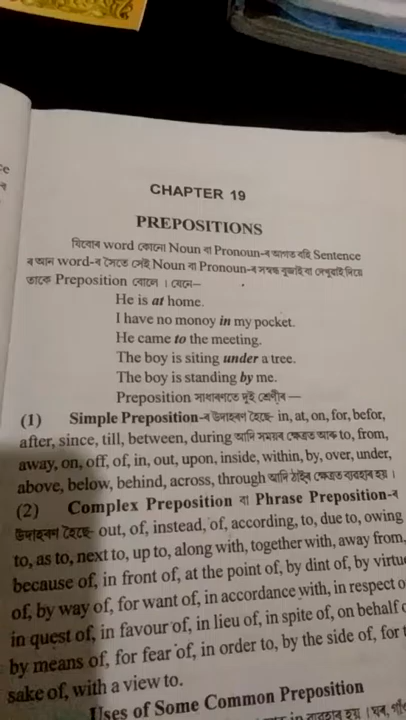 CHAPTER 19
PREPOSITIONS
যিবোৰ word কোনো Noun বা Pronoun-ৰ আগত বহি Sentence
ৰ আন word-ৰ সৈতে সেই Noun বা Pronoun-ৰ সম্বন্ধ বুজাই বা দেখুৱাই দিয়ে
তাকে Preposition বোলে । যেনে—
He is at home.
I have no monoy in my pocket.
He came to the meeting.
The boy is siting under a tree.
The boy is standing by me.
Preposition সাধাৰণতে দুই শ্ৰেণীৰ —
(1) Simple Preposition-ৰ উদাহৰণ হৈছে- in, at, on, for, befor,
after, since, till, between, during আদি সময়ৰ ক্ষেত্ৰত আৰু to, from,
away, on, off, of, in, out, upon, inside, within, by, over, under,
above, below, behind, across, through আদি ঠাইৰ ক্ষেত্ৰত ব্যৱহাৰ হয় ।
(2) Complex Preposition বা Phrase Preposition-ৰ
উদাহৰণ হৈছে- out, of, instead, of, according, to, due to, owing
to, as to, next to, up to, along with, together with, away from,
because of, in front of, at the point of, by dint of, by virtue
of, by way of, for want of, in accordance with, in respect o
in quest of, in favour of, in lieu of, in spite of, on behalf o
by means of, for fear of, in order to, by the side of, for t
sake of, with a view to.
Uses of Some Common Preposition
in ব্যৱহাৰ হয় ।